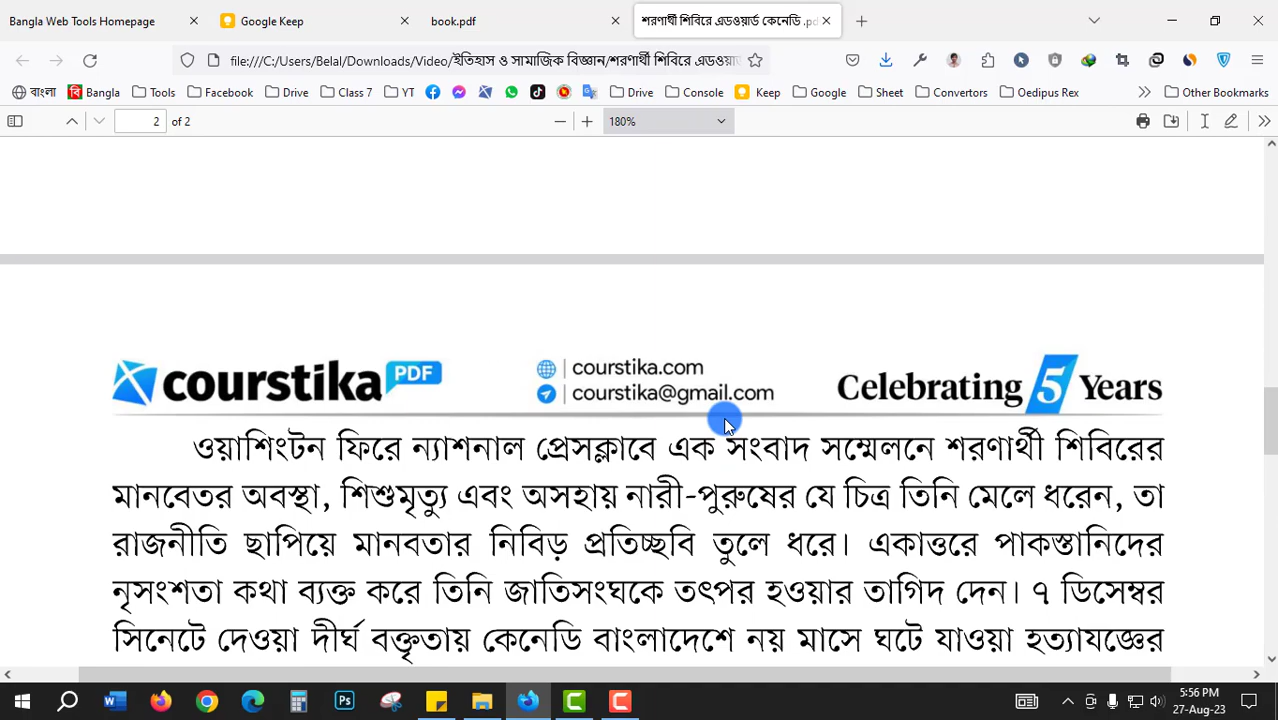 Bangla Web Tools Homepage
Google Keep
book.pdf
শরণার্থী শিবিরে এডওয়ার্ড কেনেডি .pd
file:///C:/Users/Belal/Downloads/Video/ইতিহাস ও সামাজিক বিজ্ঞান/শরণার্থী শিবিরে এডওয়ার্
বাংলা
Bangla
Tools
Facebook
Drive
Class 7
YT
Drive
Console
Keep
Google
Sheet
Convertors
Oedipus Rex
Other Bookmarks
2 of 2
180%
courstika PDF
courstika.com
courstika@gmail.com
Celebrating 5 Years
ওয়াশিংটন ফিরে ন্যাশনাল প্রেসক্লাবে এক সংবাদ সম্মেলনে শরণার্থী শিবিরের
মানবেতর অবস্থা, শিশুমৃত্যু এবং অসহায় নারী-পুরুষের যে চিত্র তিনি মেলে ধরেন, তা
রাজনীতি ছাপিয়ে মানবতার নিবিড় প্রতিচ্ছবি তুলে ধরে। একাত্তরে পাকস্তানিদের
নৃসংশতা কথা ব্যক্ত করে তিনি জাতিসংঘকে তৎপর হওয়ার তাগিদ দেন। ৭ ডিসেম্বর
সিনেটে দেওয়া দীর্ঘ বক্তৃতায় কেনেডি বাংলাদেশে নয় মাসে ঘটে যাওয়া হত্যাযজ্ঞের
5:56 PM
27-Aug-23